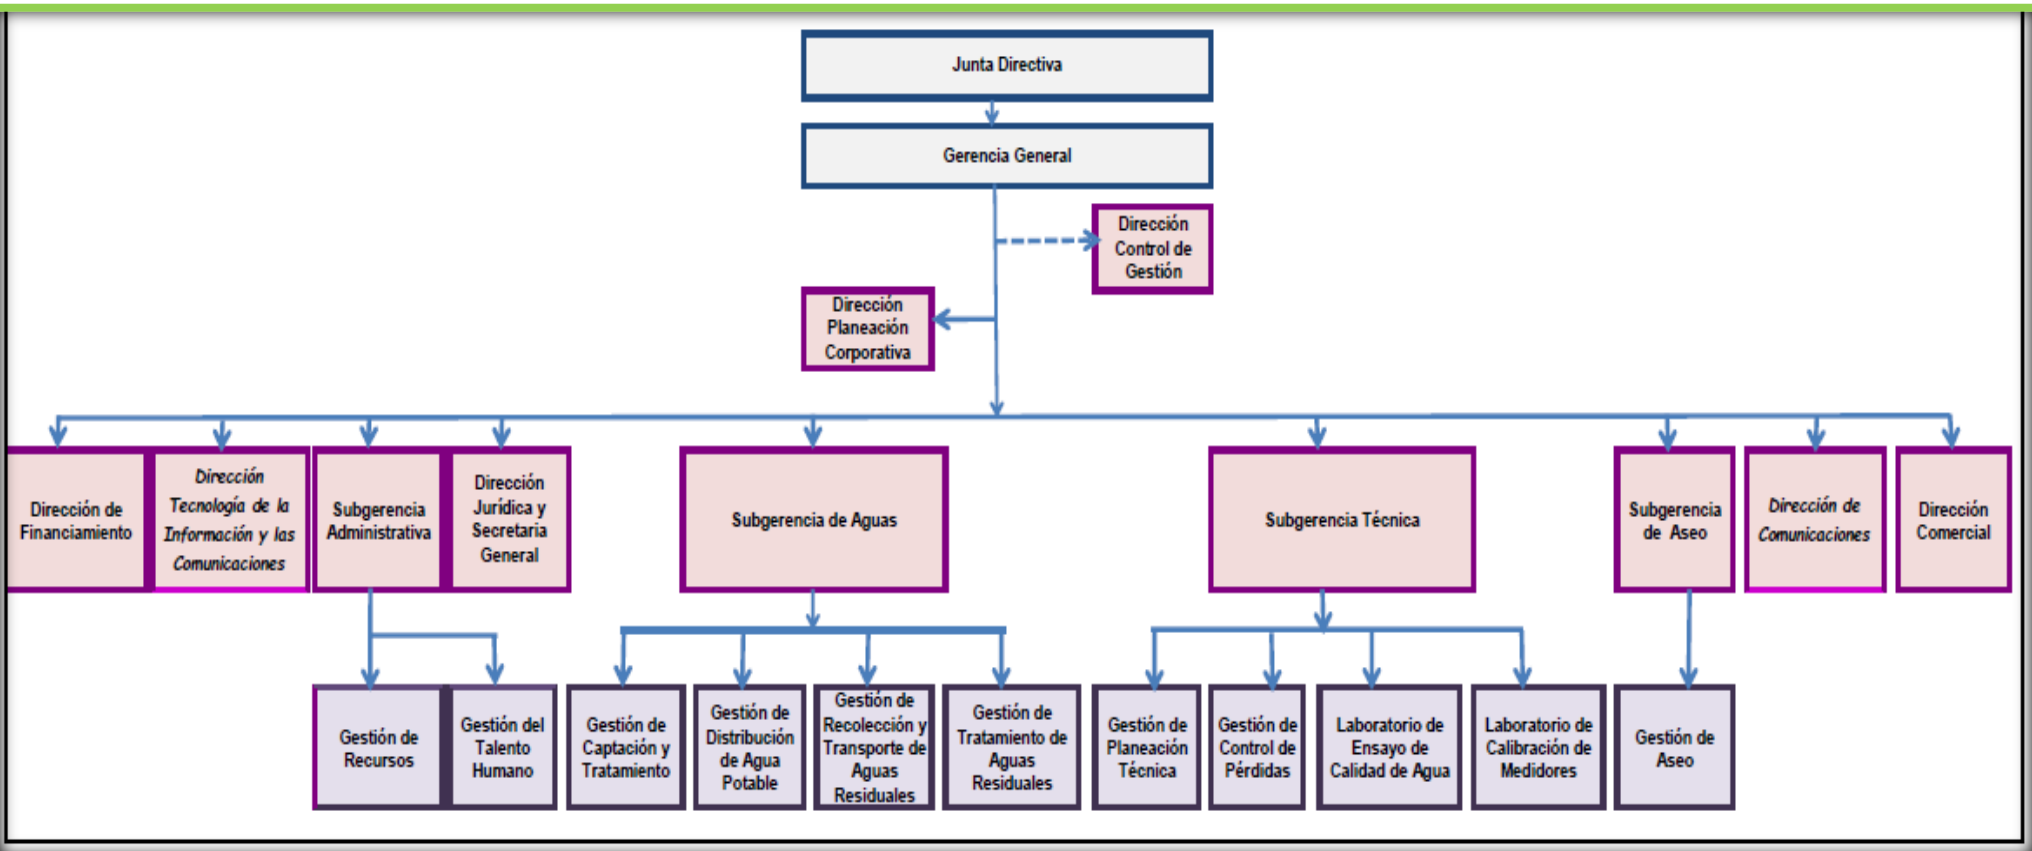 Junta Directiva
Gerencia General
Dirección
Control de
Gestión
Dirección
Planeación
Corporativa
Dirección de
Financiamiento
Dirección
Tecnología de la
Información y las
Comunicaciones
Subgerencia
Administrativa
Dirección
Jurídica y
Secretaria
General
Subgerencia de Aguas
Subgerencia Técnica
Subgerencia
de Aseo
Dirección de
Comunicaciones
Dirección
Comercial
Gestión de
Recursos
Gestión del
Talento
Humano
Gestión de
Captación y
Tratamiento
Gestión de
Distribución
de Agua
Potable
Gestión de
Recolección y
Transporte de
Aguas
Residuales
Gestión de
Tratamiento de
Aguas
Residuales
Gestión de
Planeación
Técnica
Gestión de
Control de
Pérdidas
Laboratorio de
Ensayo de
Calidad de Agua
Laboratorio de
Calibración de
Medidores
Gestión de
Aseo